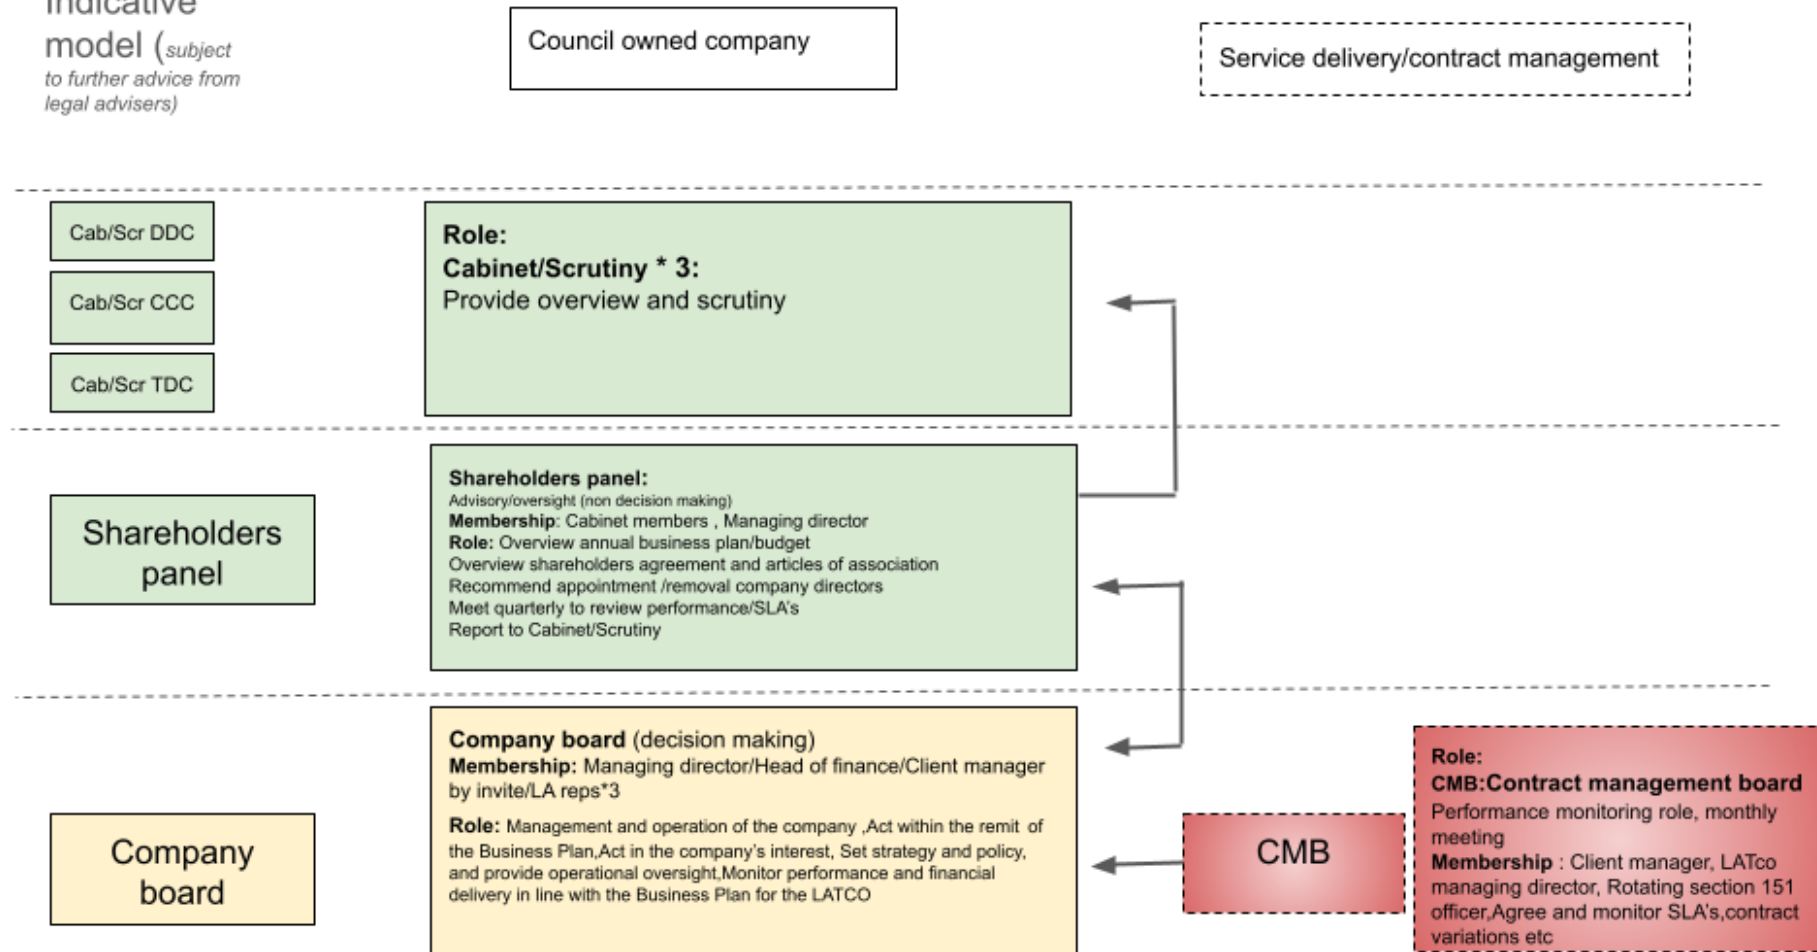 Indicative
model (subject
to further advice from
legal advisers)
Council owned company
Service delivery/contract management
Cab/Scr DDC
Cab/Scr CCC
Cab/Scr TDC
Role:
Cabinet/Scrutiny * 3:
Provide overview and scrutiny
Shareholders
panel
Shareholders panel:
Advisory/oversight (non decision making)
Membership: Cabinet members , Managing director
Role: Overview annual business plan/budget
Overview shareholders agreement and articles of association
Recommend appointment /removal company directors
Meet quarterly to review performance/SLA's
Report to Cabinet/Scrutiny
Company
board
Company board (decision making)
Membership: Managing director/Head of finance/Client manager
by invite/LA reps*3
Role: Management and operation of the company ,Act within the remit of
the Business Plan,Act in the company's interest, Set strategy and policy,
and provide operational oversight,Monitor performance and financial
delivery in line with the Business Plan for the LATCO
CMB
Role:
CMB:Contract management board
Performance monitoring role, monthly
meeting
Membership : Client manager, LATco
managing director, Rotating section 151
officer,Agree and monitor SLA's,contract
variations etc